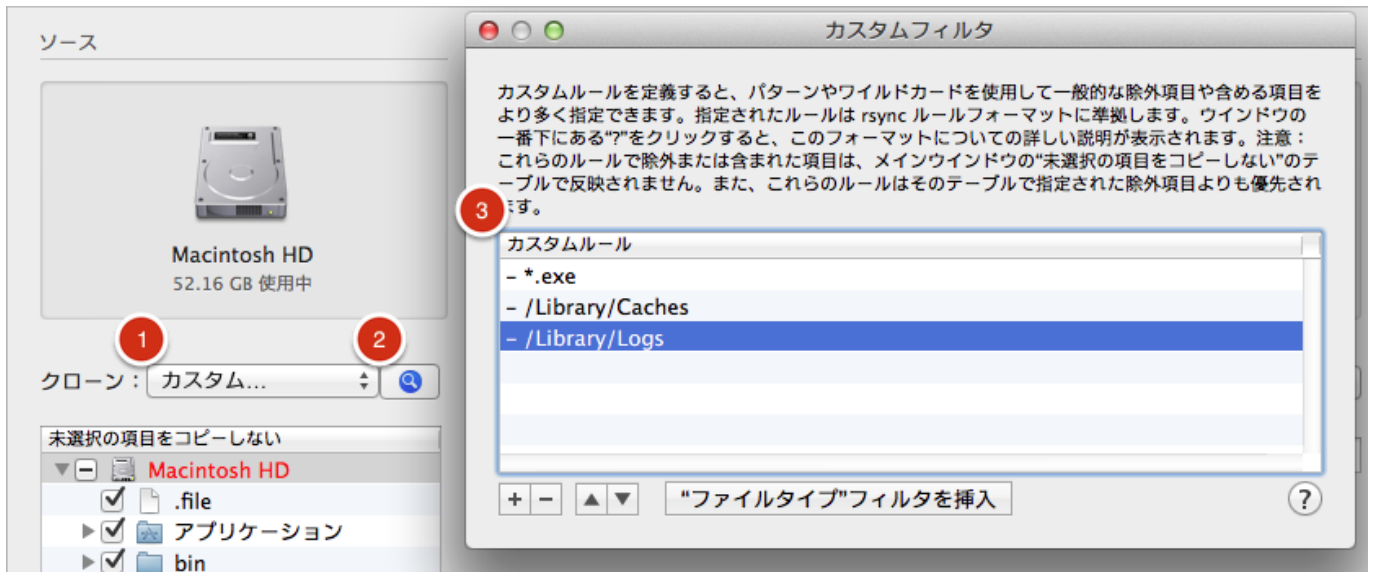 ソース
Macintosh HD
52.16 GB 使用中
1
2
クローン：
カスタム...
未選択の項目をコピーしない
Macintosh HD
.file
アプリケーション
bin
カスタムフィルタ
カスタムルールを定義すると、パターンやワイルドカードを使用して一般的な除外項目や含める項目を
より多く指定できます。指定されたルールは rsync ルールフォーマットに準拠します。ウインドウの
一番下にある“?”をクリックすると、このフォーマットについての詳しい説明が表示されます。注意：
これらのルールで除外または含まれた項目は、メインウインドウの“未選択の項目をコピーしない”のテ
ーブルで反映されません。また、これらのルールはそのテーブルで指定された除外項目よりも優先され
ます。
3
カスタムルール
– *.exe
– /Library/Caches
– /Library/Logs
+ −
“ファイルタイプ”フィルタを挿入
?